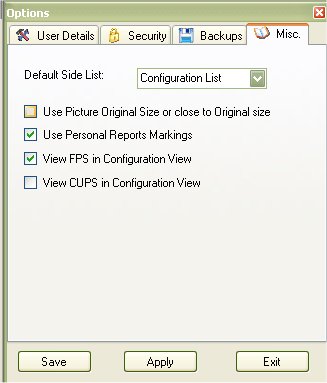 Options
User Details Security Backups Misc.
Default Side List: Configuration List
Use Picture Original Size or close to Original size
Use Personal Reports Markings
View FPS in Configuration View
View CUPS in Configuration View
Save Apply Exit